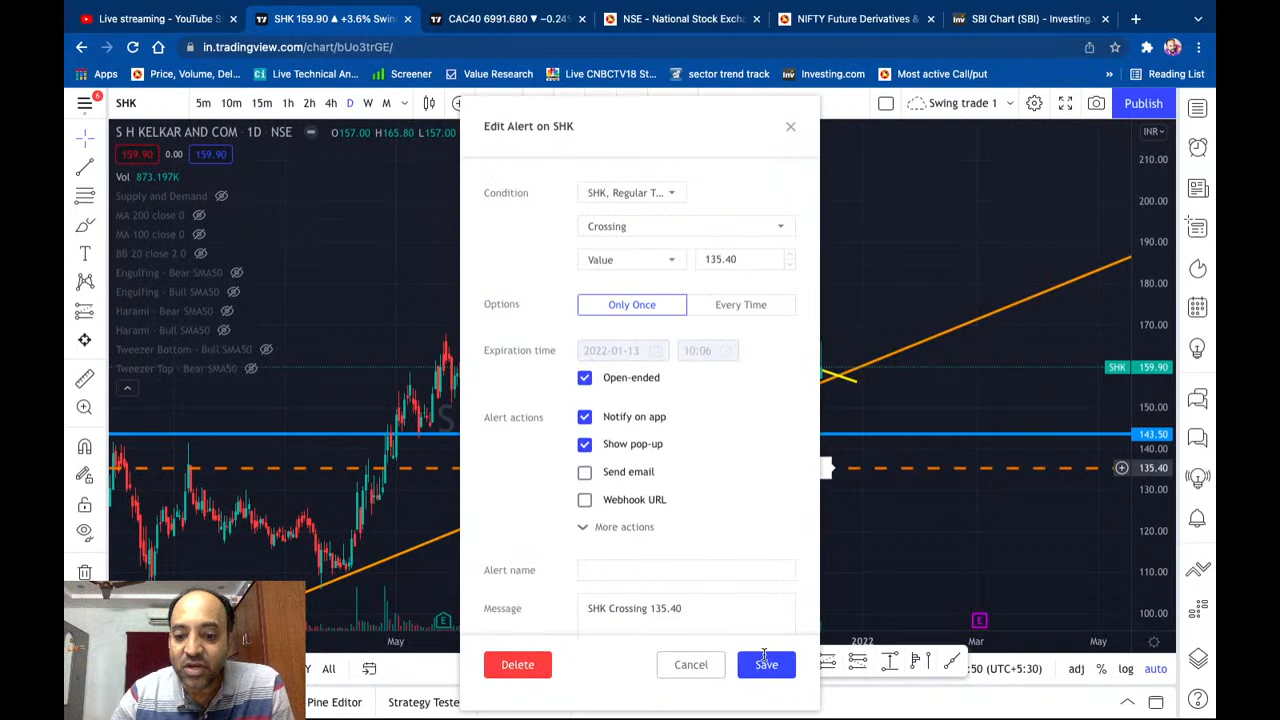 Live streaming - YouTube S
SHK 159.90 ▲ +3.6% Swin
CAC40 6991.680 ▼ −0.24
NSE - National Stock Exch
NIFTY Future Derivatives &
SBI Chart (SBI) - Investing.
in.tradingview.com/chart/bUo3trGE/
Apps
Price, Volume, Del...
Live Technical An...
Screener
Value Research
Live CNBCTV18 St...
sector trend track
Investing.com
Most active Call/put
»
Reading List
6
SHK
5m 10m 15m 1h 2h 4h D W M
Swing trade 1
Publish
S H KELKAR AND COM · 1D · NSE
O157.00 H165.80 L157.00
INR
159.90 0.00 159.90
Vol 873.197K
Supply and Demand
MA 200 close 0
MA 100 close 0
BB 20 close 2 0
Engulfing - Bear SMA50
Engulfing - Bull SMA50
Harami - Bear SMA50
Harami - Bull SMA50
Tweezer Bottom - Bull SMA50
Tweezer Top - Bear SMA50
Edit Alert on SHK
Condition
SHK, Regular T...
Crossing
Value
135.40
Options
Only Once
Every Time
Expiration time
2022-01-13
10:06
Open-ended
Alert actions
Notify on app
Show pop-up
Send email
Webhook URL
More actions
Alert name
Message
SHK Crossing 135.40
Delete
Cancel
Save
210.00
200.00
190.00
180.00
170.00
SHK 159.90
150.00
143.50
140.00
135.40
130.00
120.00
110.00
100.00
E
E
May
2022
Mar
May
Y All
:50 (UTC+5:30)
adj % log auto
Pine Editor
Strategy Teste